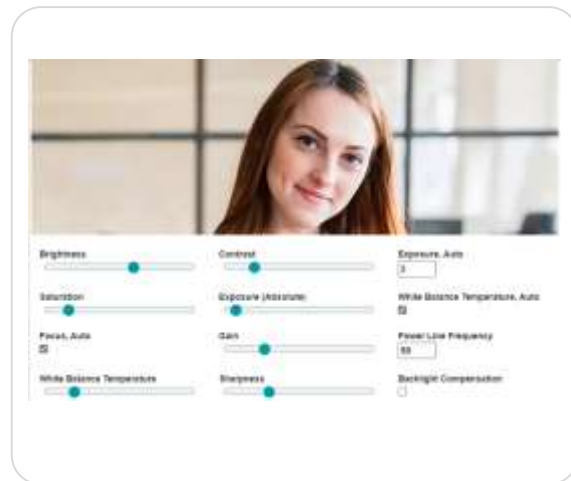 Brightness
Contrast
Exposure, Auto
3
Saturation
Exposure (Absolute)
White Balance Temperature, Auto
Focus, Auto
Gain
Power Line Frequency
50
White Balance Temperature
Sharpness
Backlight Compensation